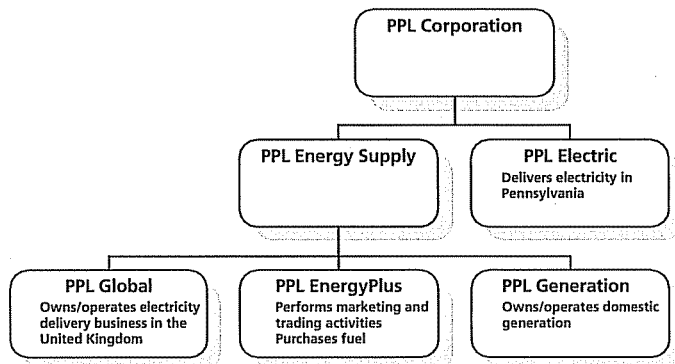 PPL Corporation
PPL Energy Supply
PPL Electric
Delivers electricity in
Pennsylvania
PPL Global
Owns/operates electricity
delivery business in the
United Kingdom
PPL EnergyPlus
Performs marketing and
trading activities
Purchases fuel
PPL Generation
Owns/operates domestic
generation